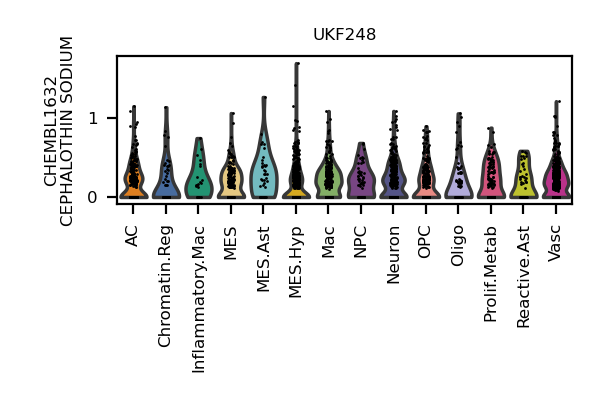 UKF248
CHEMBL1632
CEPHALOTHIN SODIUM
1
0
AC
Chromatin.Reg
Inflammatory.Mac
MES
MES.Ast
MES.Hyp
Mac
NPC
Neuron
OPC
Oligo
Prolif.Metab
Reactive.Ast
Vasc